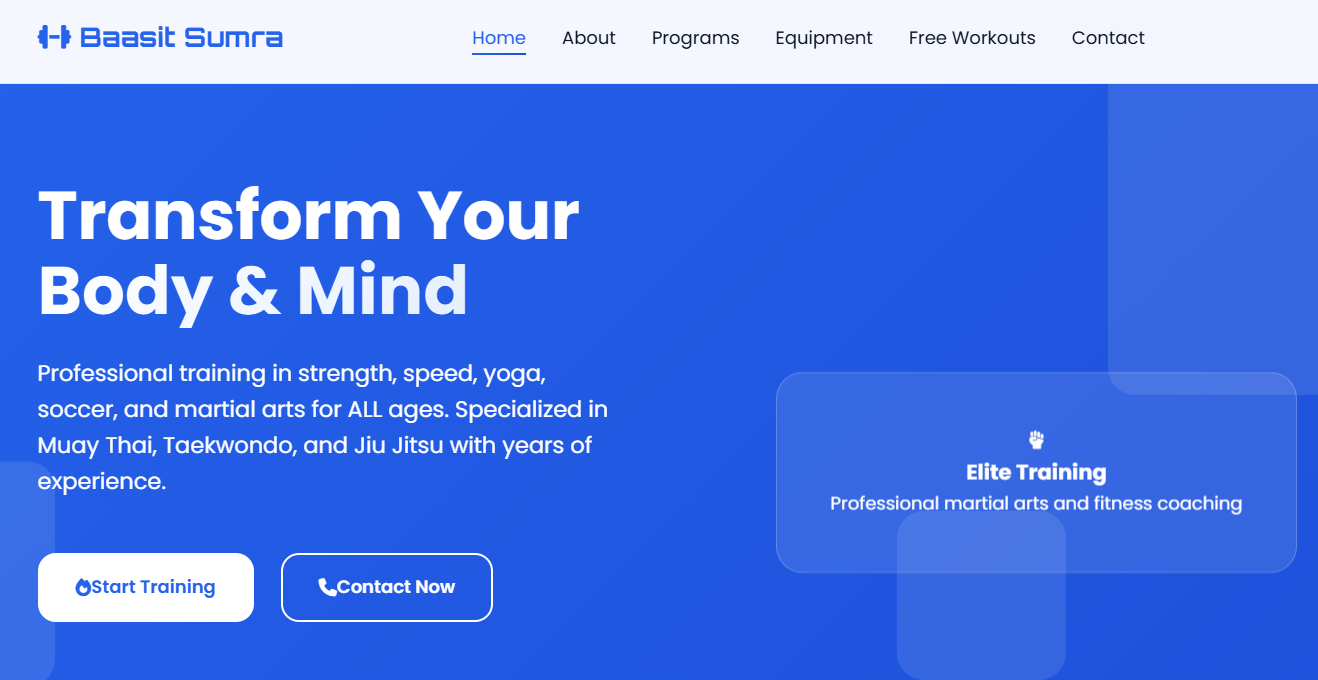 Baasit Sumra
Home About Programs Equipment Free Workouts Contact
Transform Your
Body & Mind
Professional training in strength, speed, yoga,
soccer, and martial arts for ALL ages. Specialized in
Muay Thai, Taekwondo, and Jiu Jitsu with years of
experience.
Start Training
Contact Now
Elite Training
Professional martial arts and fitness coaching